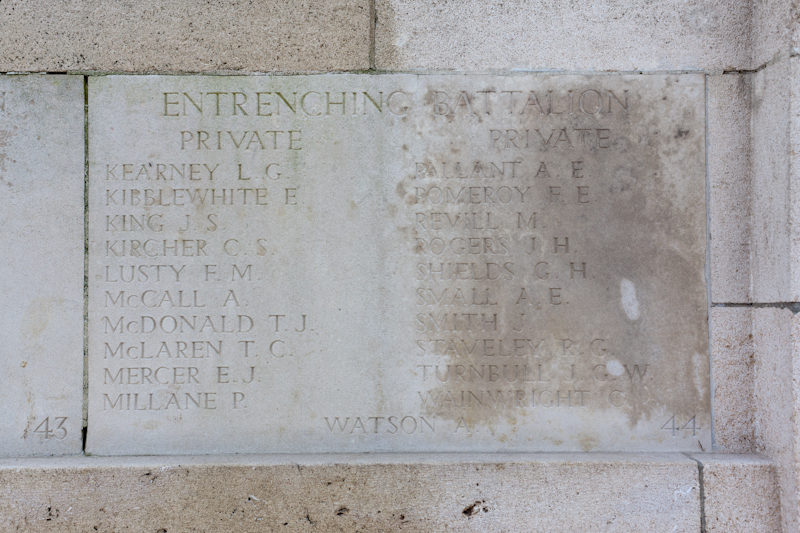 ENTRENCHING BATTALION
PRIVATE
KEARNEY L. G.
KIBBLEWHITE E.
KING J. S.
KIRCHER C. S.
LUSTY F. M.
McCALL A.
McDONALD T. J.
McLAREN T. C.
MERCER E. J.
MILLANE P.
PRIVATE
PALLANT A. E.
POMEROY F. E.
REVILL M.
ROGERS J. H.
SHIELDS G. H.
SMALL A. E.
SMITH J.
STAVELEY R. G.
TURNBULL J. G. W.
WAINWRIGHT C.
WATSON A.
43
44